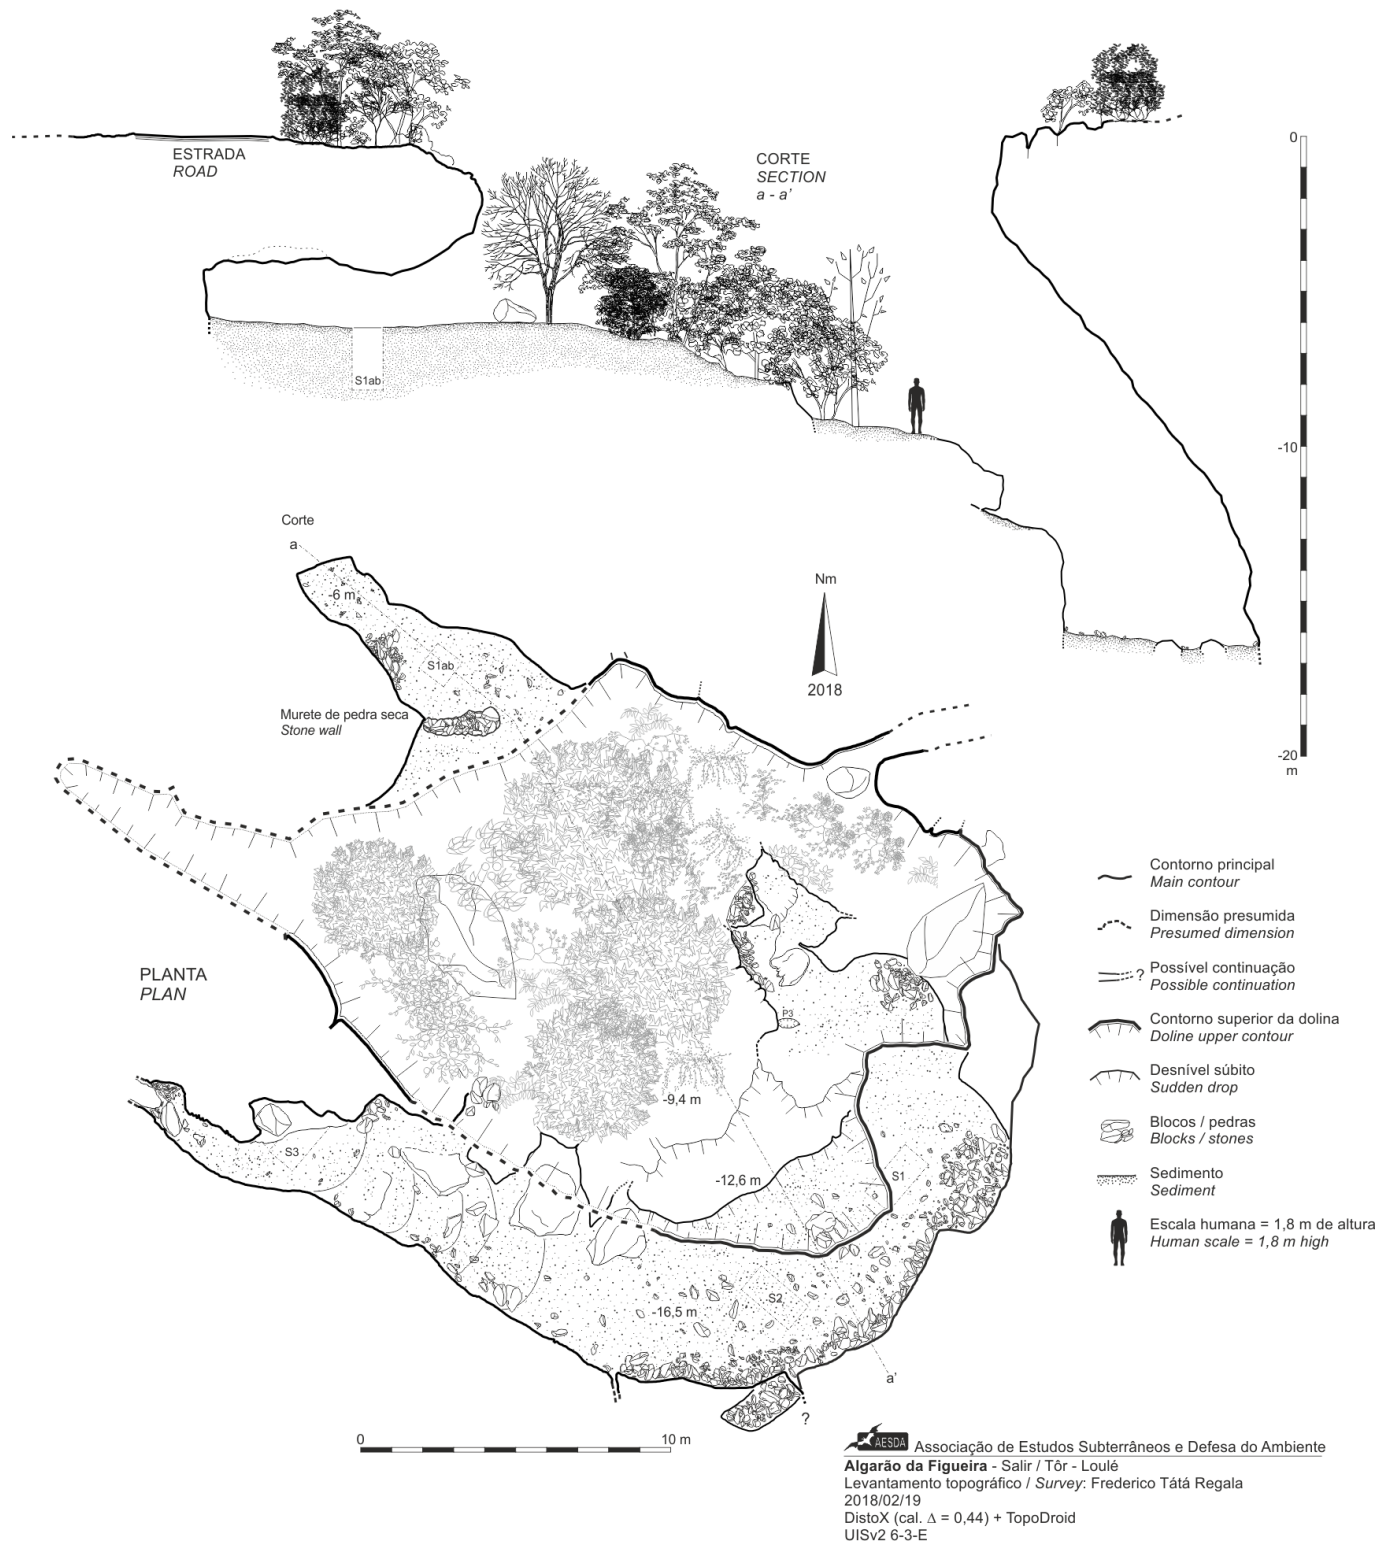 ESTRADA
ROAD
CORTE
SECTION
a - a'
0
S1ab
-10
-20
m
Corte
a
-6 m
S1ab
Murete de pedra seca
Stone wall
Nm
2018
PLANTA
PLAN
P3
-9,4 m
-12,6 m
S1
S3
S2
-16,5 m
a'
?
0
10 m
Contorno principal
Main contour
Dimensão presumida
Presumed dimension
? Possível continuação
Possible continuation
Contorno superior da dolina
Doline upper contour
Desnível súbito
Sudden drop
Blocos / pedras
Blocks / stones
Sedimento
Sediment
Escala humana = 1,8 m de altura
Human scale = 1,8 m high
AESDA Associação de Estudos Subterrâneos e Defesa do Ambiente
Algarão da Figueira - Salir / Tôr - Loulé
Levantamento topográfico / Survey: Frederico Tátá Regala
2018/02/19
DistoX (cal. Δ = 0,44) + TopoDroid
UISv2 6-3-E